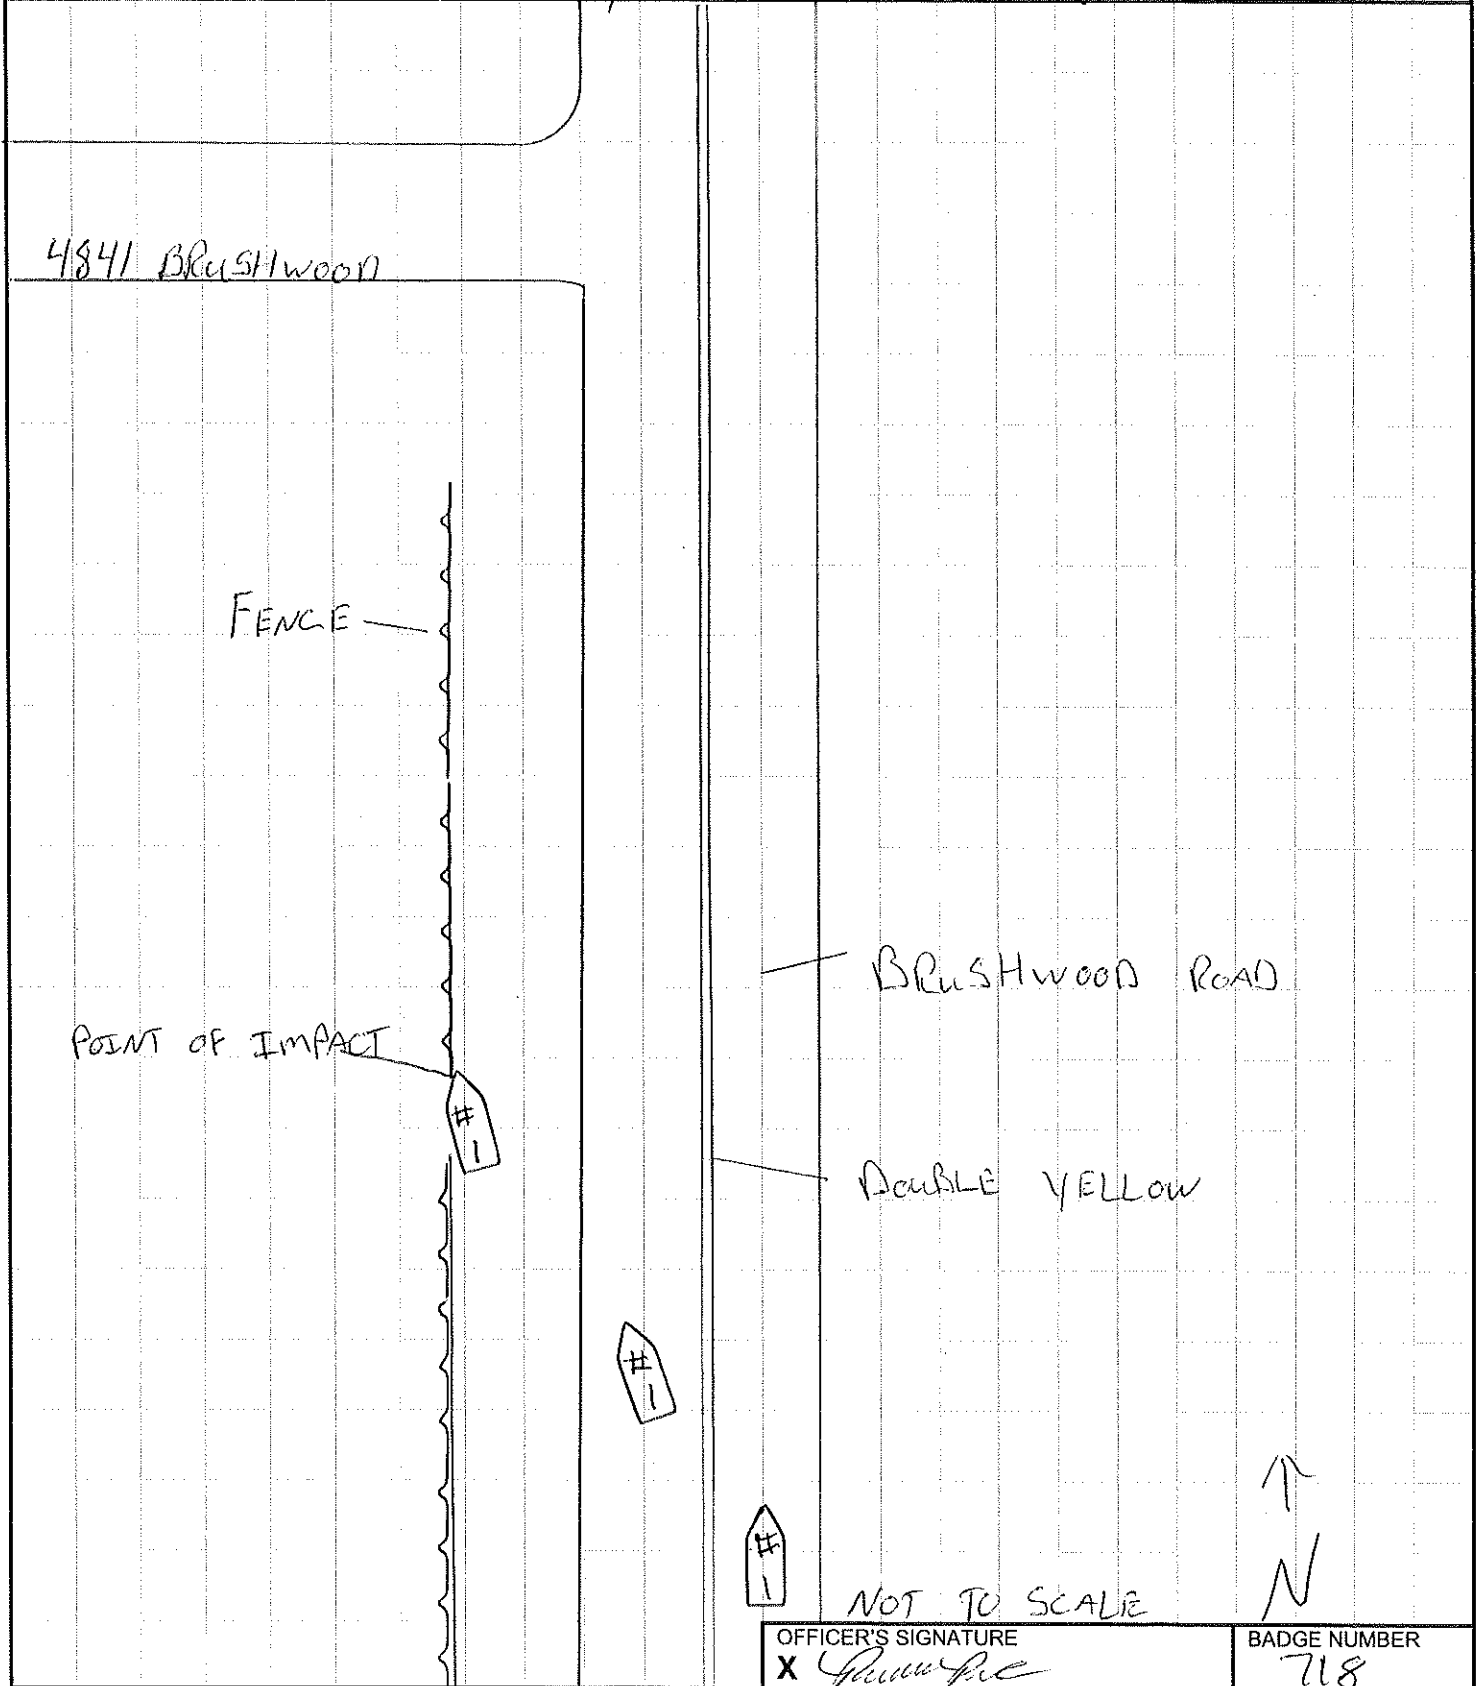 4841 BRUSHWOOD
FENCE
BRUSHWOOD ROAD
POINT OF IMPACT
#
1
DOUBLE YELLOW
#
1
#
1
N
NOT TO SCALE
OFFICER'S SIGNATURE
X
BADGE NUMBER
718